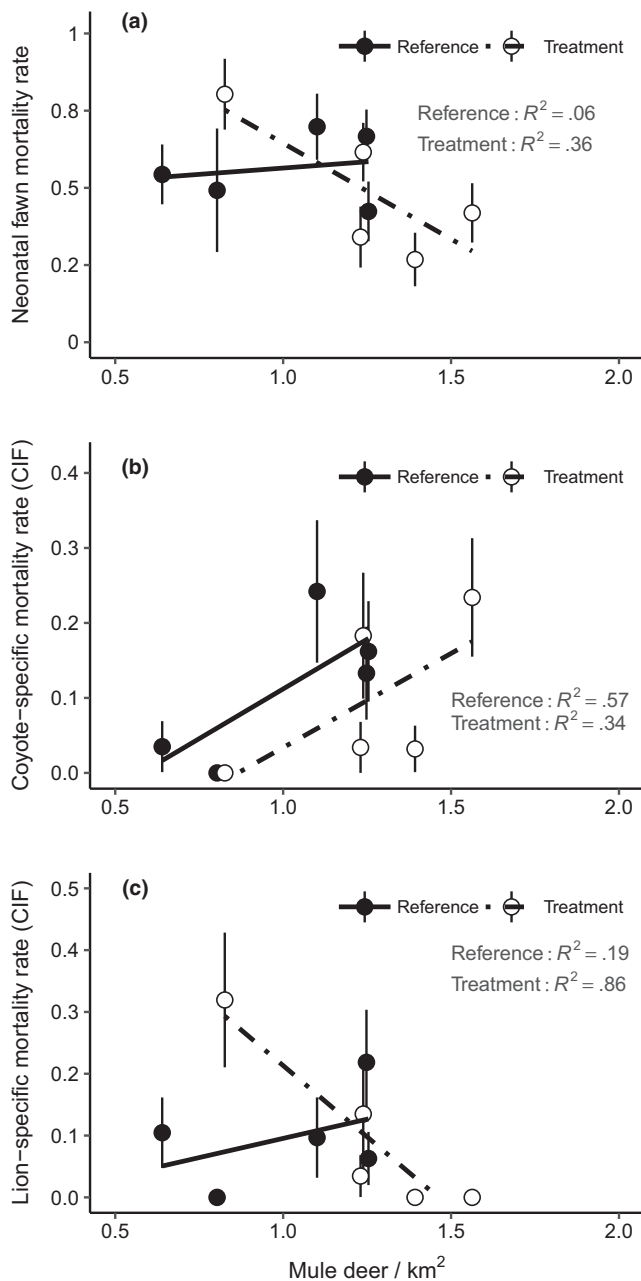 (a)
Reference Treatment
Reference : R² = .06
Treatment : R² = .36
Neonatal fawn mortality rate
1
0.8
0.5
0.2
0
0.5 1.0 1.5 2.0
(b)
Reference Treatment
Coyote−specific mortality rate (CIF)
0.4
0.3
0.2
0.1
0.0
Reference : R² = .57
Treatment : R² = .34
0.5 1.0 1.5 2.0
(c)
Reference Treatment
Reference : R² = .19
Treatment : R² = .86
Lion−specific mortality rate (CIF)
0.5
0.4
0.3
0.2
0.1
0.0
0.5 1.0 1.5 2.0
Mule deer / km²